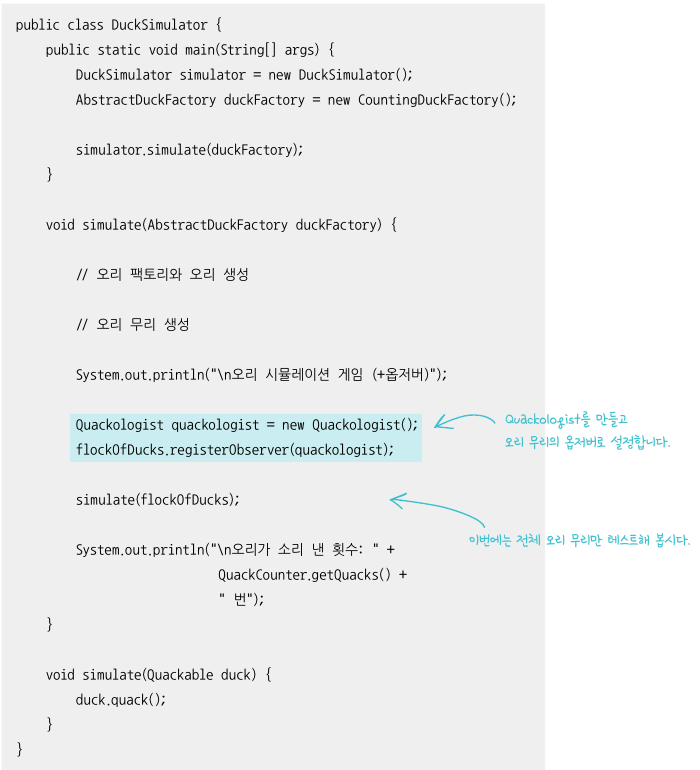 public class DuckSimulator {
public static void main(String[] args) {
DuckSimulator simulator = new DuckSimulator();
AbstractDuckFactory duckFactory = new CountingDuckFactory();
simulator.simulate(duckFactory);
}
void simulate(AbstractDuckFactory duckFactory) {
// 오리 팩토리와 오리 생성
// 오리 무리 생성
System.out.println("\n오리 시뮬레이션 게임 (+옵저버)");
Quackologist quackologist = new Quackologist();
flockOfDucks.registerObserver(quackologist);
Quackologist를 만들고
오리 무리의 옵저버로 설정합니다.
simulate(flockOfDucks);
이번에는 전체 오리 무리만 테스트해 봅시다.
System.out.println("\n오리가 소리 낸 횟수: " +
QuackCounter.getQuacks() +
" 번");
}
void simulate(Quackable duck) {
duck.quack();
}
}